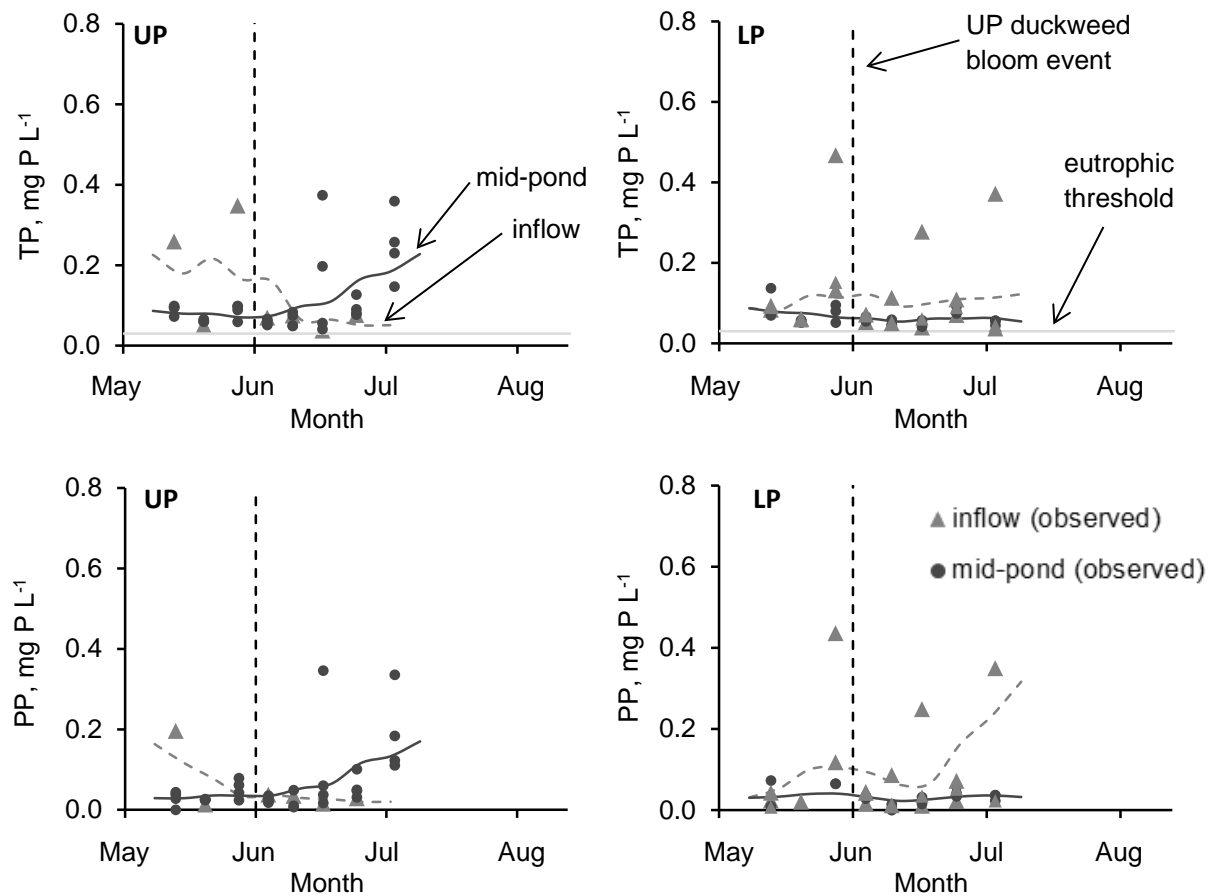 UP
TP, mg P L-1
0.8
0.6
0.4
0.2
0.0
mid-pond
inflow
May
Jun
Jul
Aug
Month
LP
TP, mg P L-1
0.8
0.6
0.4
0.2
0.0
UP duckweed
bloom event
eutrophic
threshold
May
Jun
Jul
Aug
Month
UP
PP, mg P L-1
0.8
0.6
0.4
0.2
0.0
May
Jun
Jul
Aug
Month
LP
PP, mg P L-1
0.8
0.6
0.4
0.2
0.0
inflow (observed)
mid-pond (observed)
May
Jun
Jul
Aug
Month